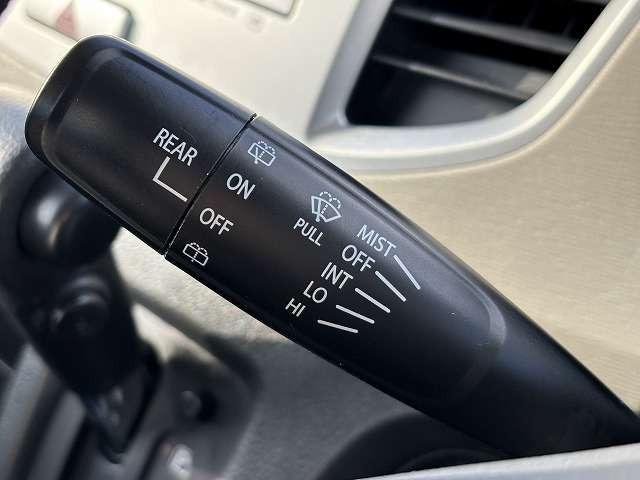 REAR
ON
OFF
PULL
MIST
OFF
INT
LO
HI